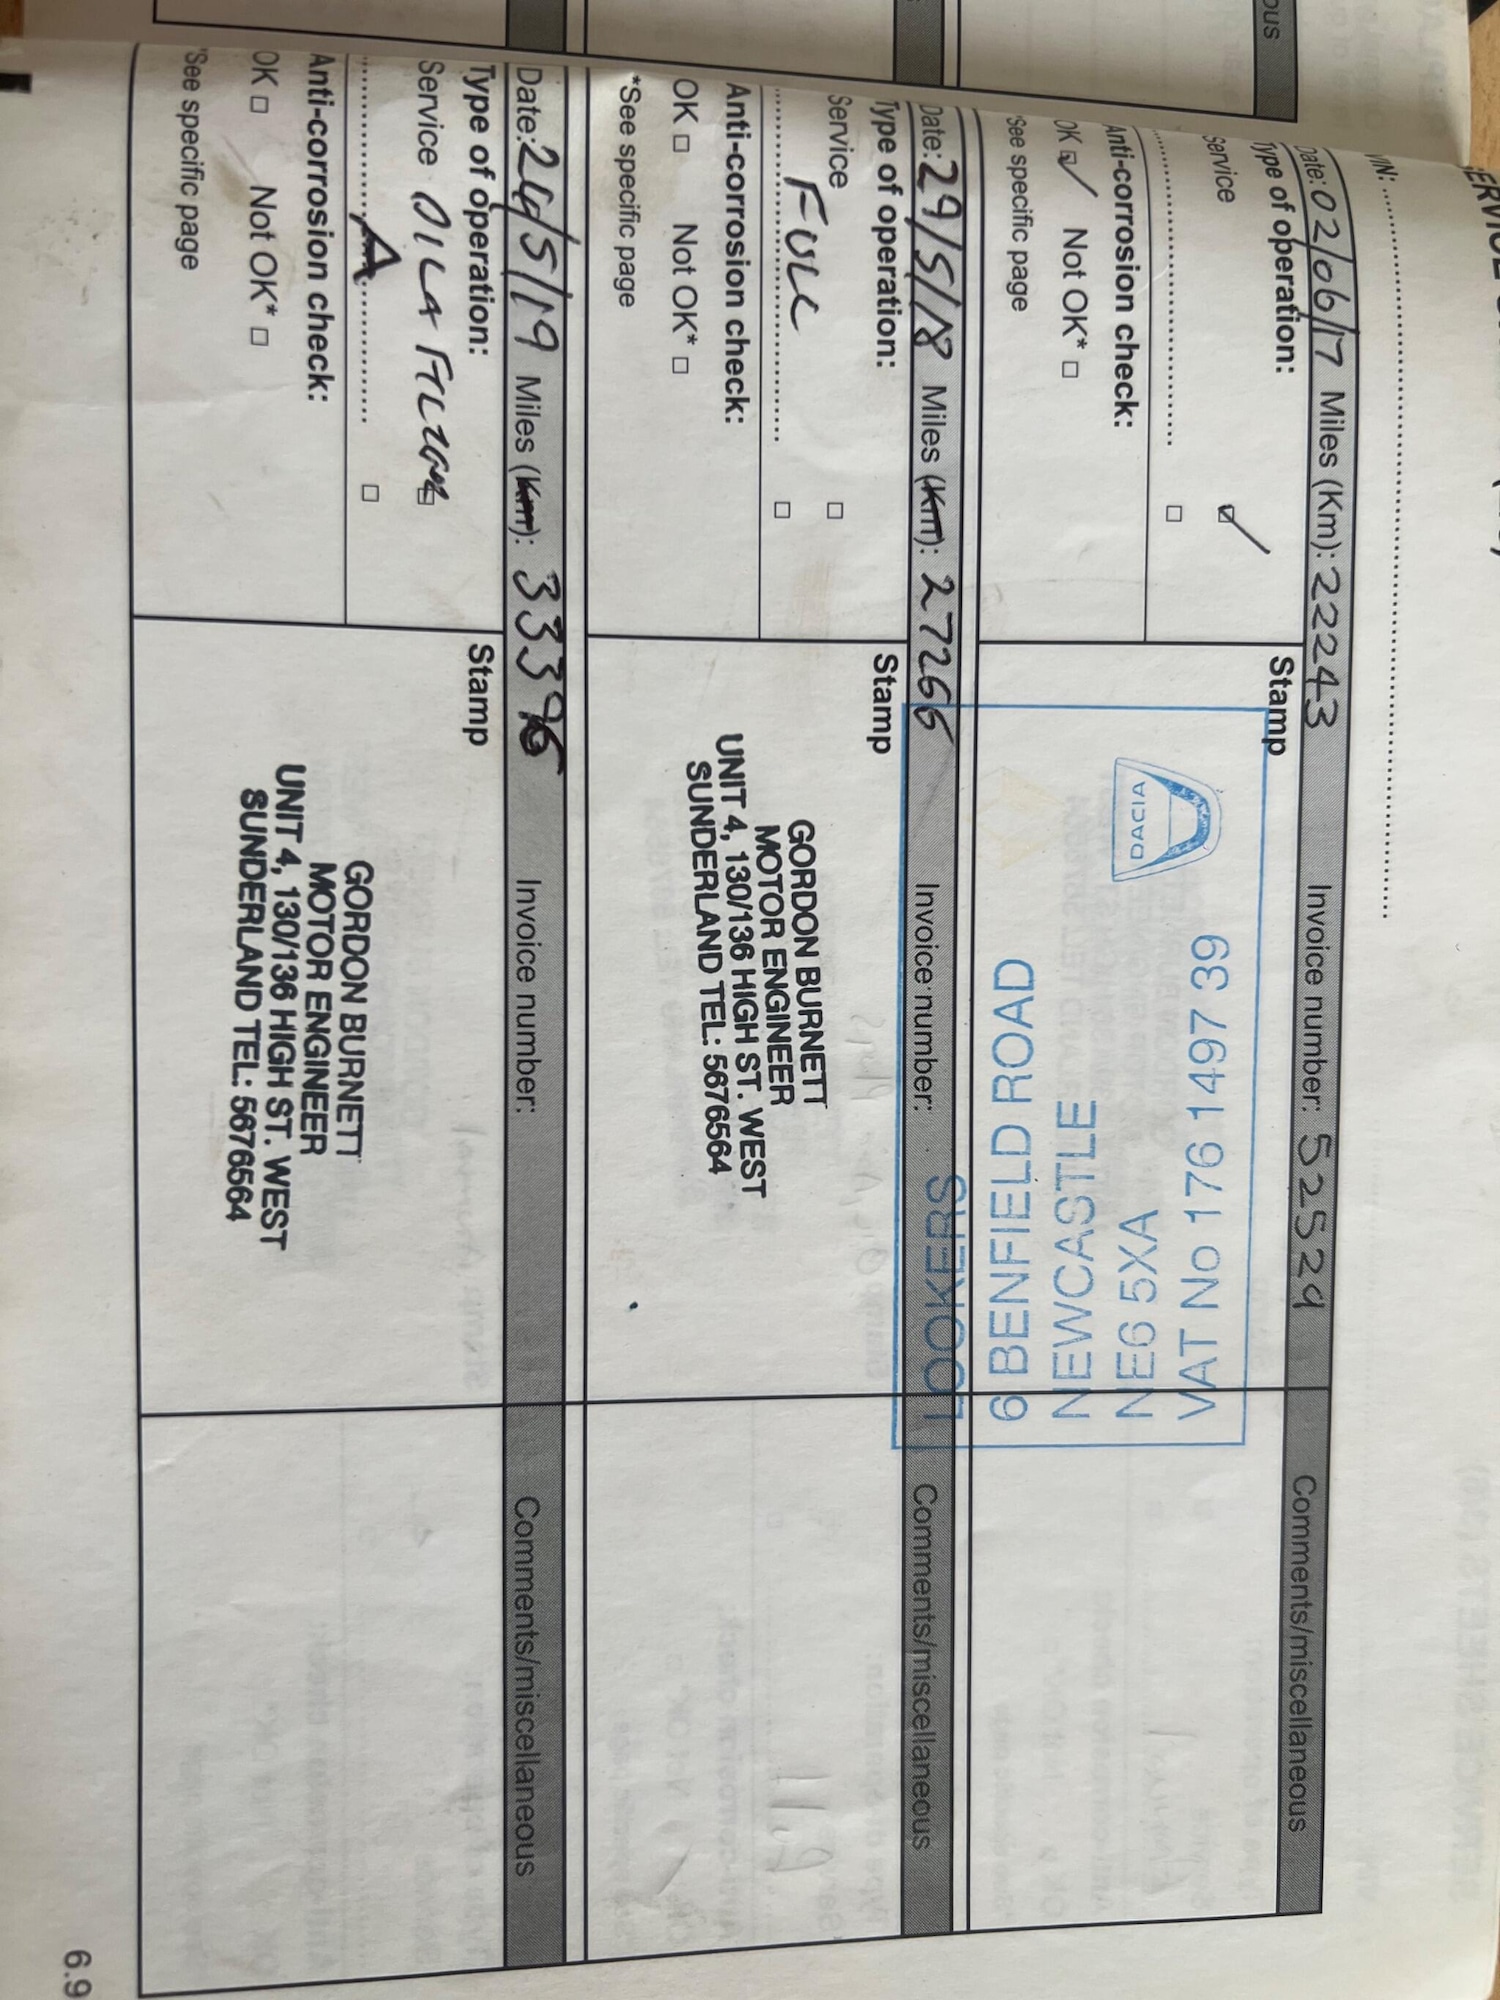 VIN:
Date: 02/06/17 Miles (Km): 22243 Invoice number: 52529 Comments/miscellaneous
Type of operation:
Service
Anti-corrosion check:
OK Not OK*
*See specific page
Stamp
DACIA
LOOKERS
6 BENFIELD ROAD
NEWCASTLE
NE6 5XA
VAT NO 176 1497 39
Date: 29/5/18 Miles (Km): 27266 Invoice number: Comments/miscellaneous
Type of operation:
Service
FULL
Anti-corrosion check:
OK Not OK*
*See specific page
Stamp
GORDON BURNETT
MOTOR ENGINEER
UNIT 4, 130/136 HIGH ST. WEST
SUNDERLAND TEL: 5676564
Date: 24/5/19 Miles (Km): Invoice number: Comments/miscellaneous
Type of operation:
Service OIL & FILTER
A
Anti-corrosion check:
OK Not OK*
*See specific page
Stamp
GORDON BURNETT
MOTOR ENGINEER
UNIT 4, 130/136 HIGH ST. WEST
SUNDERLAND TEL: 5676564
6.9